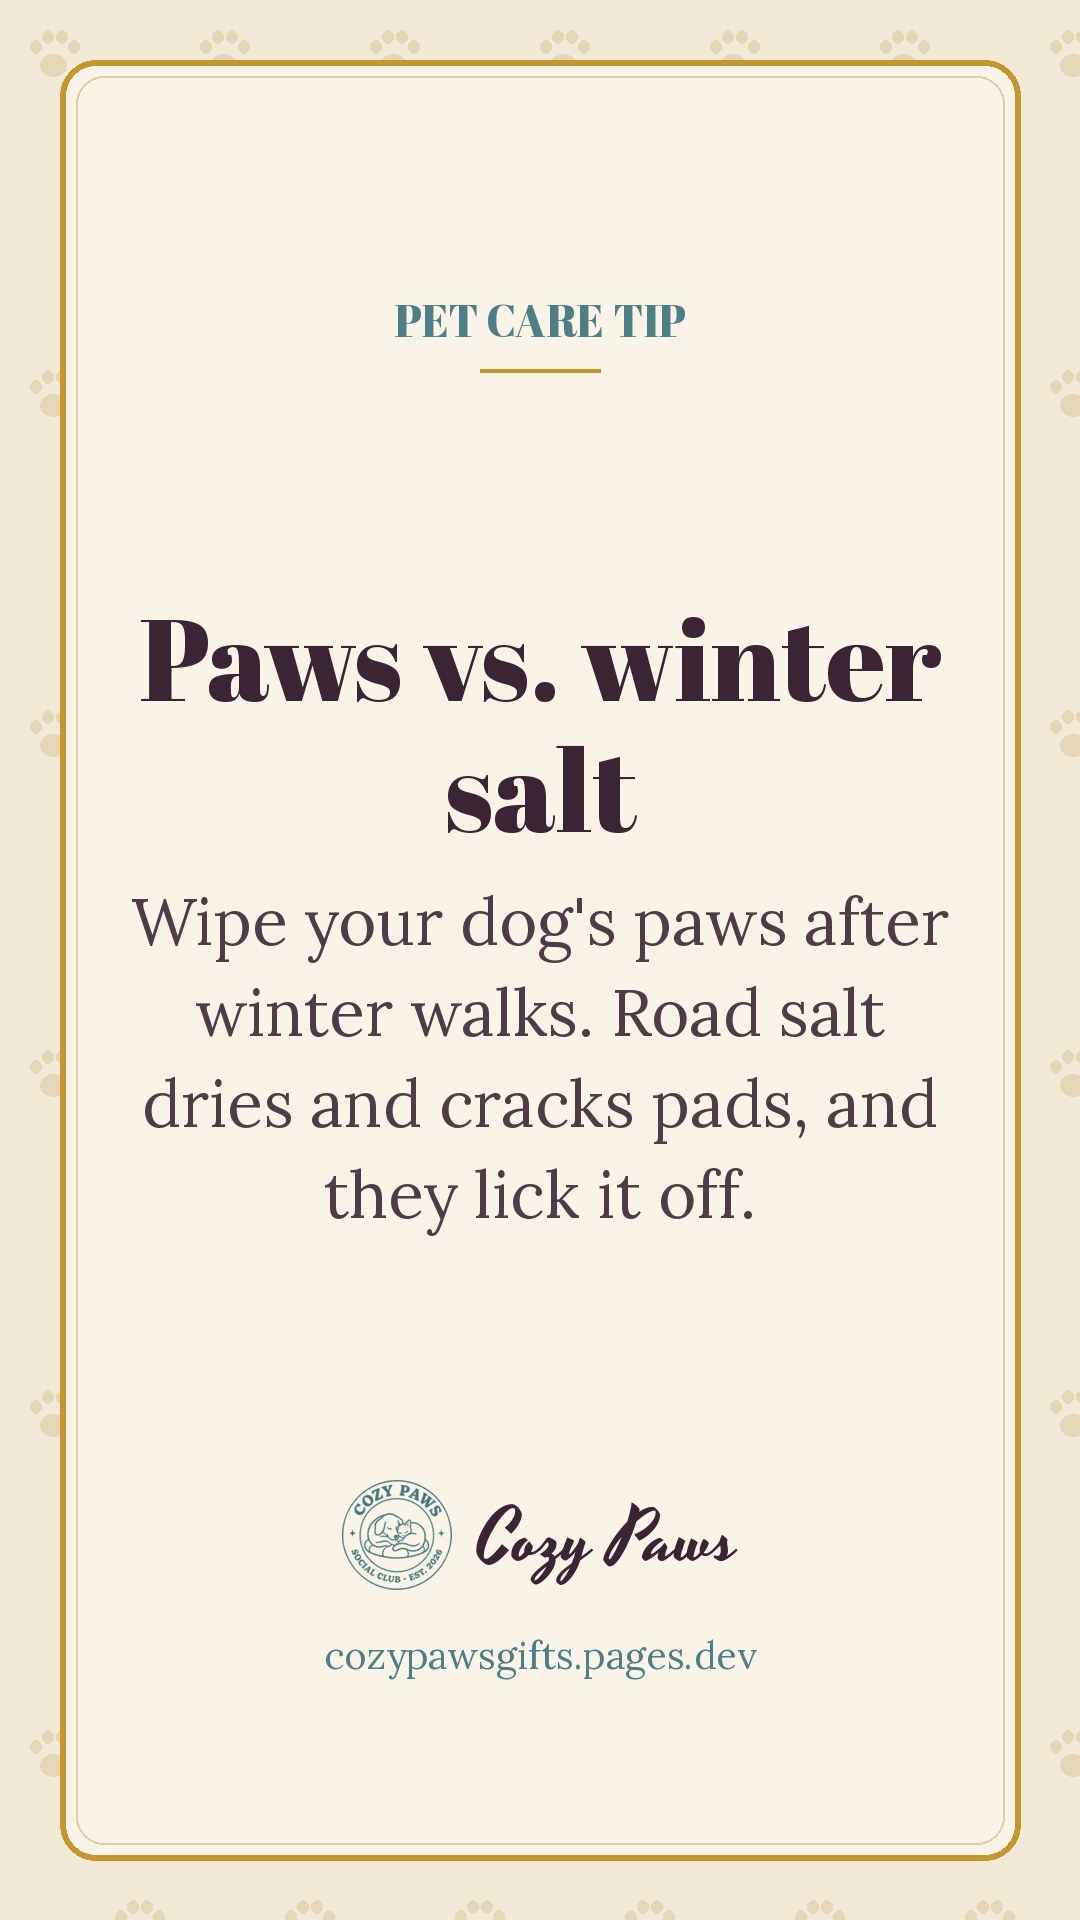 PET CARE TIP
Paws vs. winter
salt
Wipe your dog's paws after
winter walks. Road salt
dries and cracks pads, and
they lick it off.
COZY PAWS
SOCIAL CLUB · EST. 2026
Cozy Paws
cozypawsgifts.pages.dev